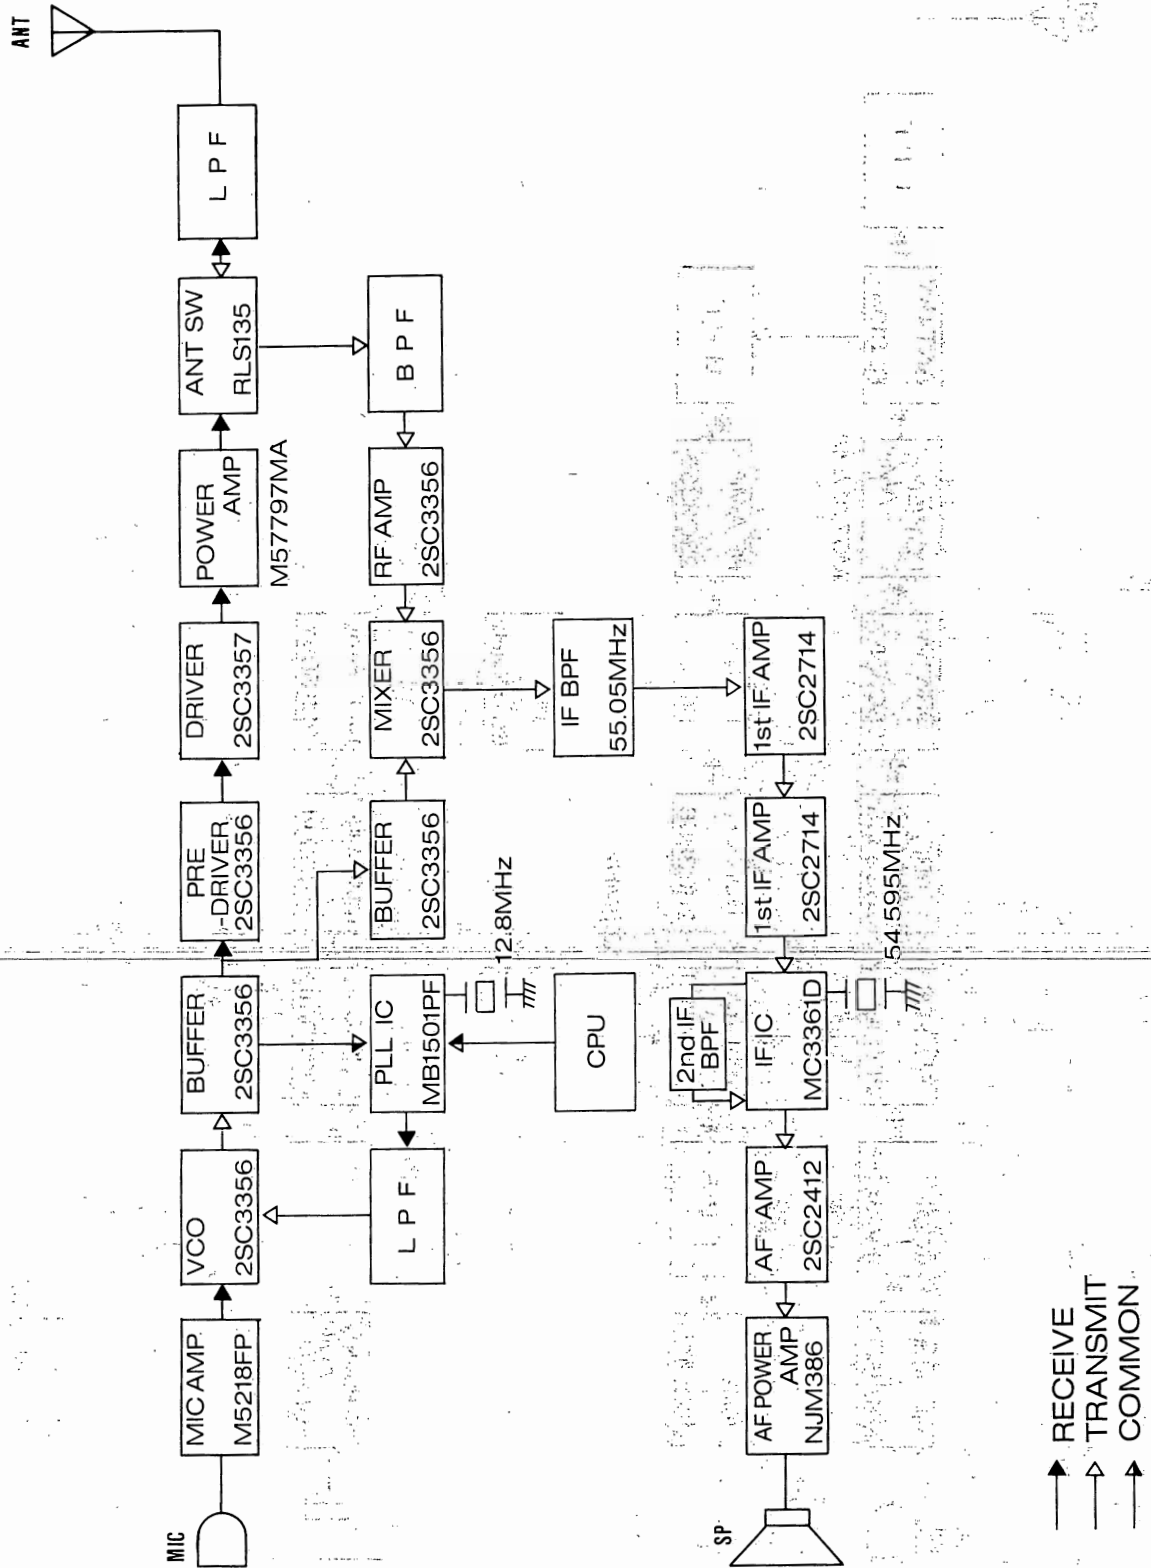 ANT
MIC
MIC AMP
M5218FP
VCO
2SC3356
BUFFER
2SC3356
PRE
-DRIVER
2SC3356
DRIVER
2SC3357
POWER
AMP
M57797MA
ANT SW
RLS135
L P F
L P F
PLL IC
MB1501PF
12.8MHz
BUFFER
2SC3356
MIXER
2SC3356
RF AMP
2SC3356
B P F
CPU
IF BPF
55.05MHz
SP
AF POWER
AMP
NJM386
AF AMP
2SC2412
2nd IF
BPF
IF IC
MC3361D
54.595MHz
1st IF AMP
2SC2714
1st IF AMP
2SC2714
RECEIVE
TRANSMIT
COMMON